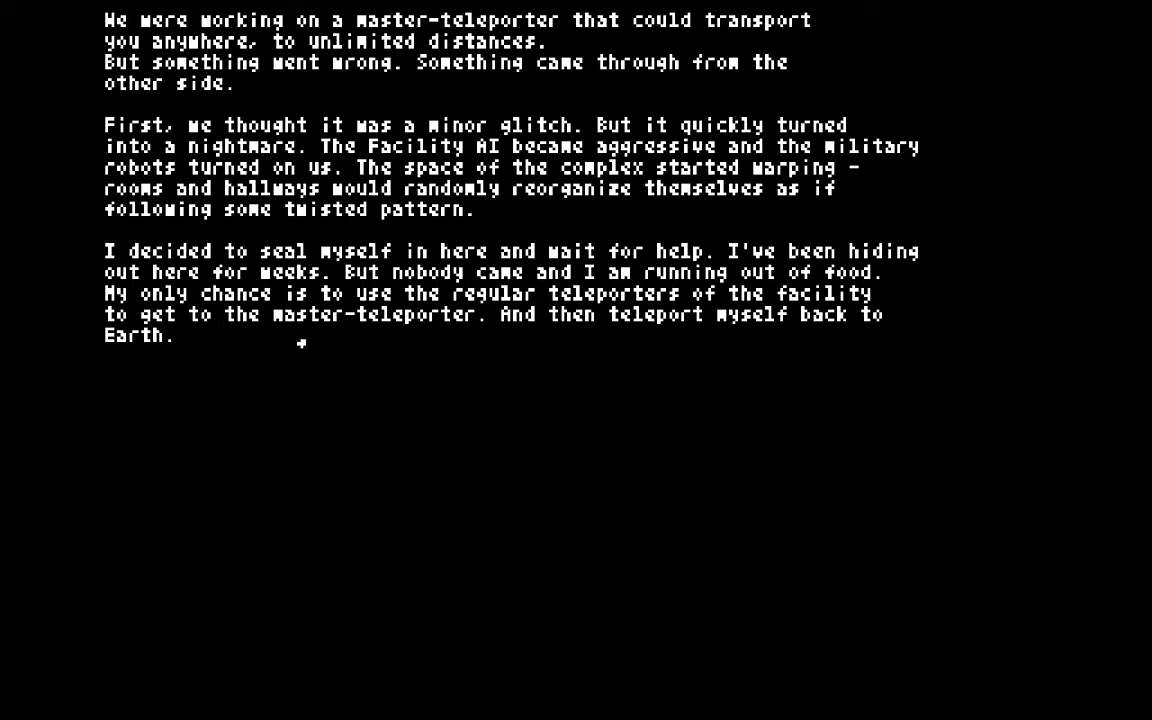 We were working on a master-teleporter that could transport
you anywhere, to unlimited distances.
But something went wrong. Something came through from the
other side.
First, we thought it was a minor glitch. But it quickly turned
into a nightmare. The Facility AI became aggressive and the military
robots turned on us. The space of the complex started warping -
rooms and hallways would randomly reorganize themselves as if
following some twisted pattern.
I decided to seal myself in here and wait for help. I've been hiding
out here for weeks. But nobody came and I am running out of food.
My only chance is to use the regular teleporters of the facility
to get to the master-teleporter. And then teleport myself back to
Earth.